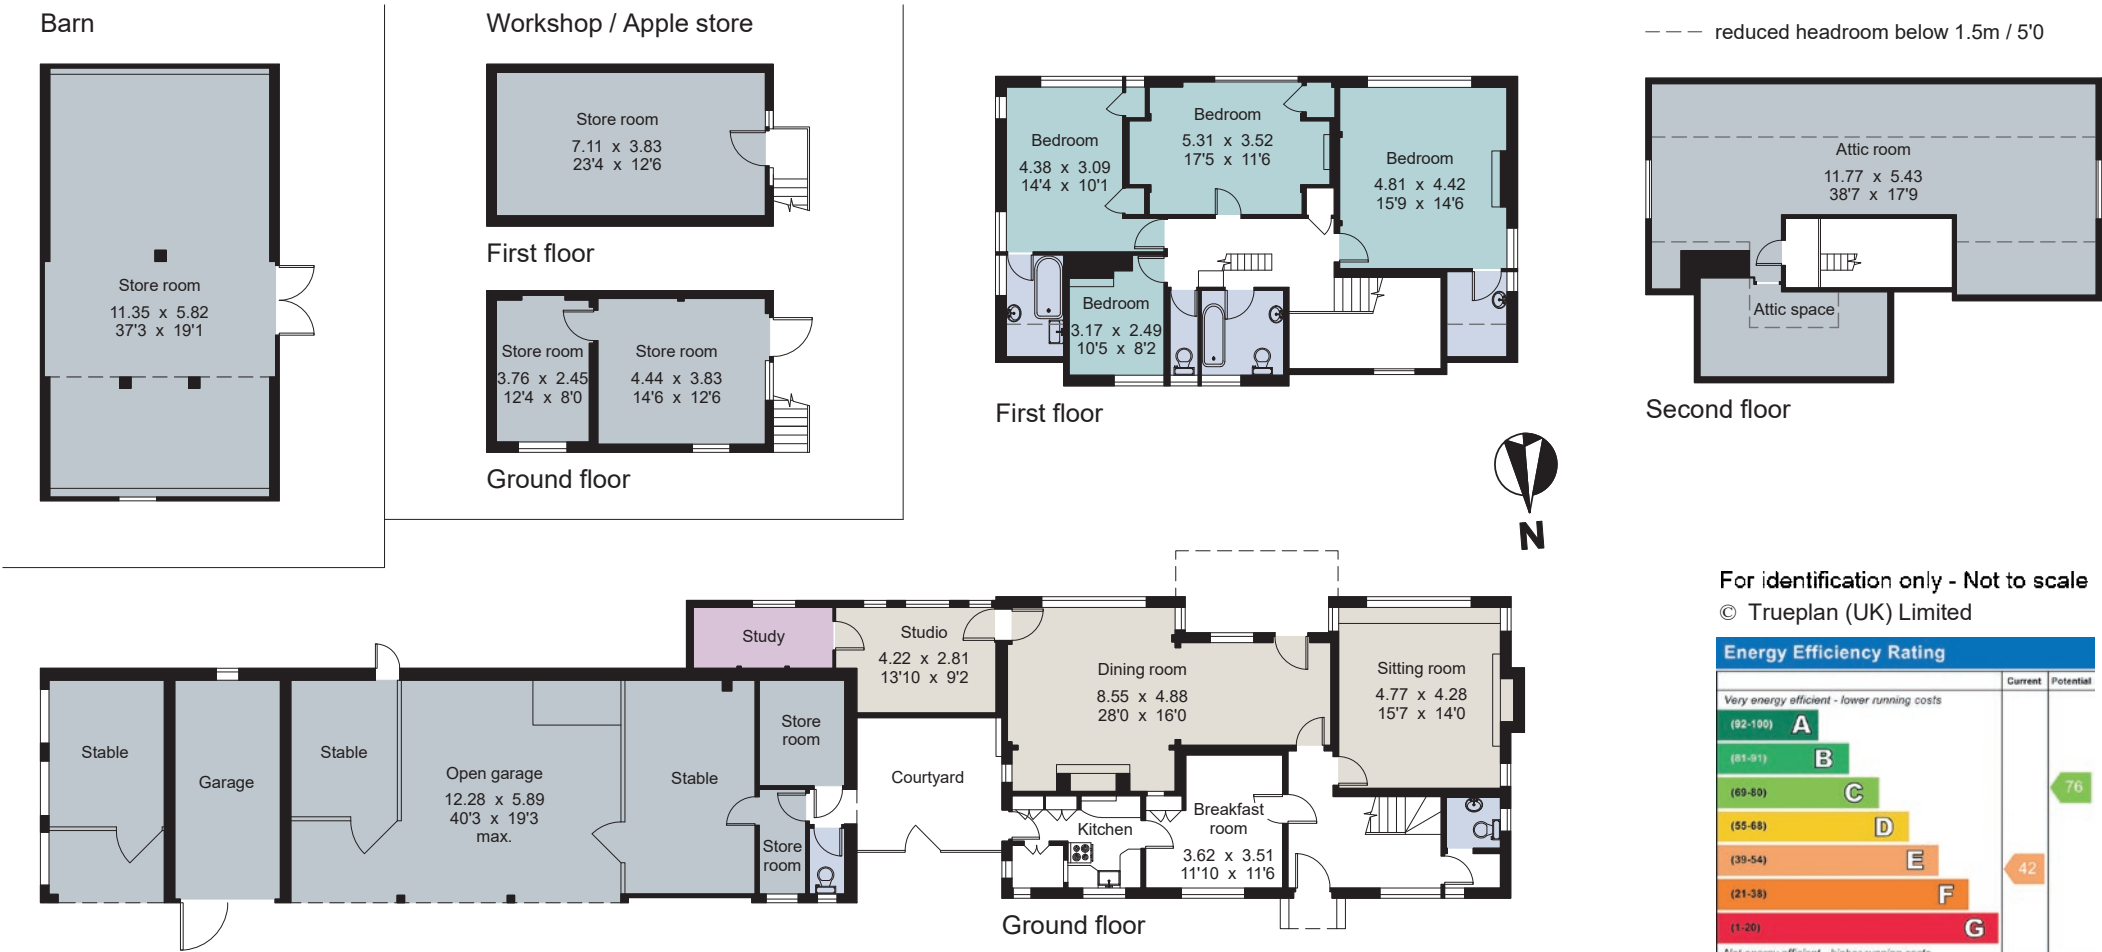 Barn
Store room
11.35 x 5.82
37'3 x 19'1
Workshop / Apple store
Store room
7.11 x 3.83
23'4 x 12'6
First floor
Store room
3.76 x 2.45
12'4 x 8'0
Store room
4.44 x 3.83
14'6 x 12'6
Ground floor
Bedroom
4.38 x 3.09
14'4 x 10'1
Bedroom
5.31 x 3.52
17'5 x 11'6
Bedroom
4.81 x 4.42
15'9 x 14'6
Bedroom
3.17 x 2.49
10'5 x 8'2
First floor
reduced headroom below 1.5m / 5'0
Attic room
11.77 x 5.43
38'7 x 17'9
Attic space
Second floor
N
Stable
Garage
Stable
Open garage
12.28 x 5.89
40'3 x 19'3
max.
Stable
Store
room
Store
room
Study
Studio
4.22 x 2.81
13'10 x 9'2
Courtyard
Dining room
8.55 x 4.88
28'0 x 16'0
Sitting room
4.77 x 4.28
15'7 x 14'0
Kitchen
Breakfast
room
3.62 x 3.51
11'10 x 11'6
Ground floor
For identification only - Not to scale
© Trueplan (UK) Limited
Energy Efficiency Rating
Current Potential
Very energy efficient - lower running costs
(92-100) A
(81-91) B
(69-80) C
76
(55-68) D
(39-54) E
42
(21-38) F
(1-20) G